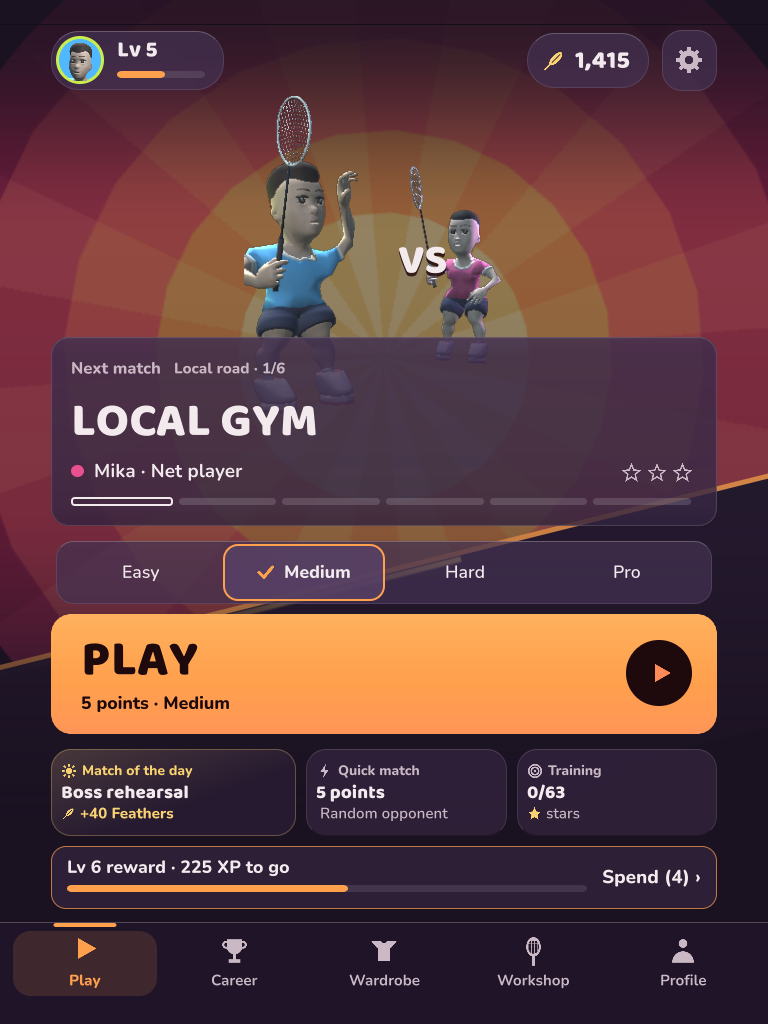 Lv 5
1,415
VS
Next match Local road · 1/6
LOCAL GYM
Mika · Net player
Easy
Medium
Hard
Pro
PLAY
5 points · Medium
Match of the day
Boss rehearsal
+40 Feathers
Quick match
5 points
Random opponent
Training
0/63
stars
Lv 6 reward · 225 XP to go
Spend (4) ›
Play
Career
Wardrobe
Workshop
Profile